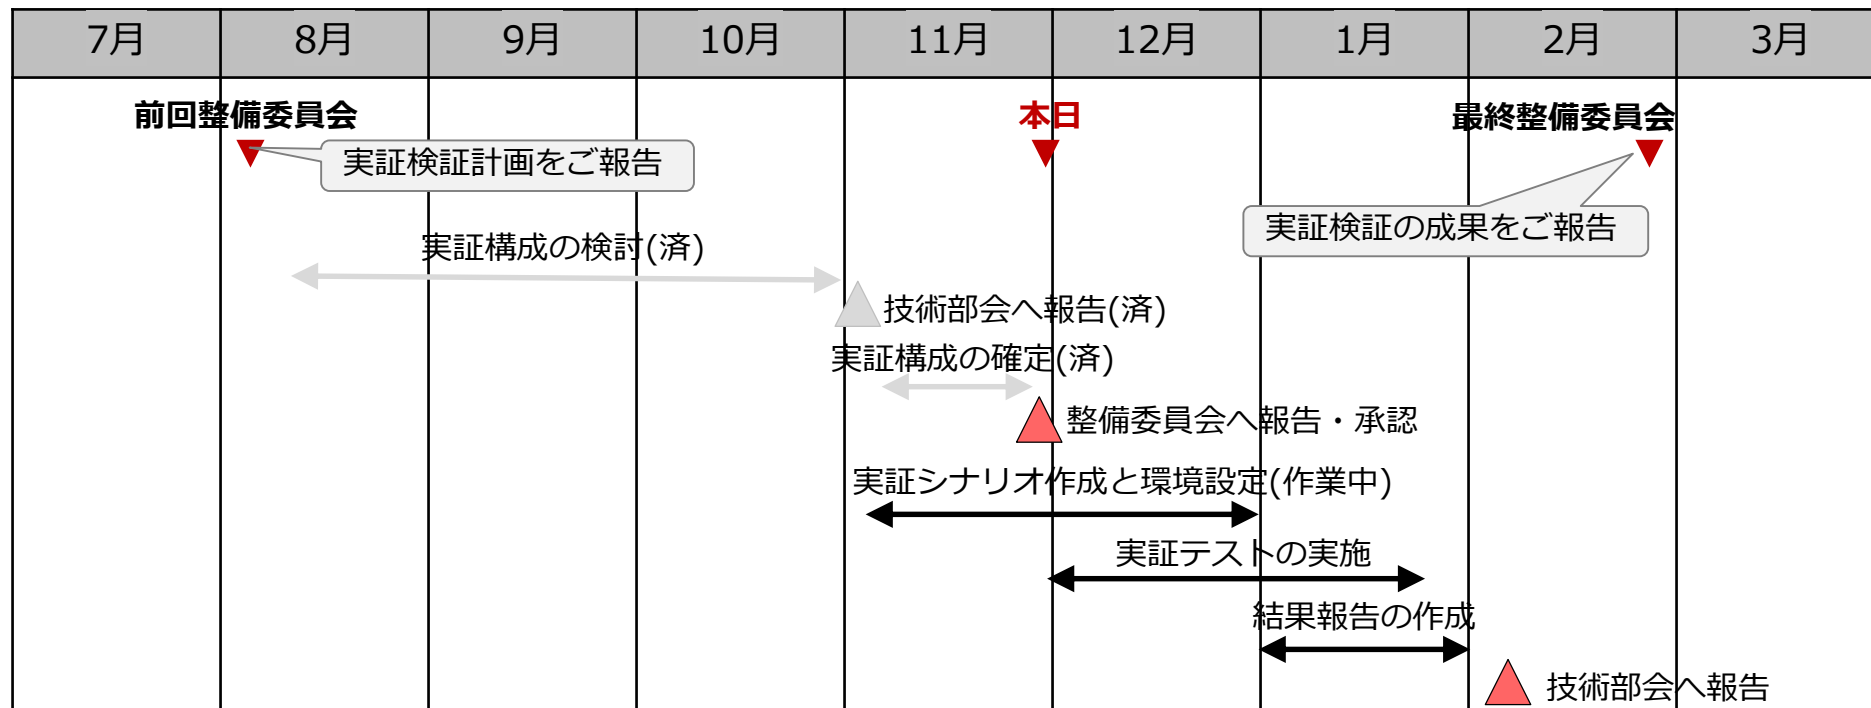 7月 8月 9月 10月 11月 12月 1月 2月 3月
前回整備委員会
本日
最終整備委員会
実証検証計画をご報告
実証検証の成果をご報告
実証構成の検討(済)
技術部会へ報告(済)
実証構成の確定(済)
整備委員会へ報告・承認
実証シナリオ作成と環境設定(作業中)
実証テストの実施
結果報告の作成
技術部会へ報告